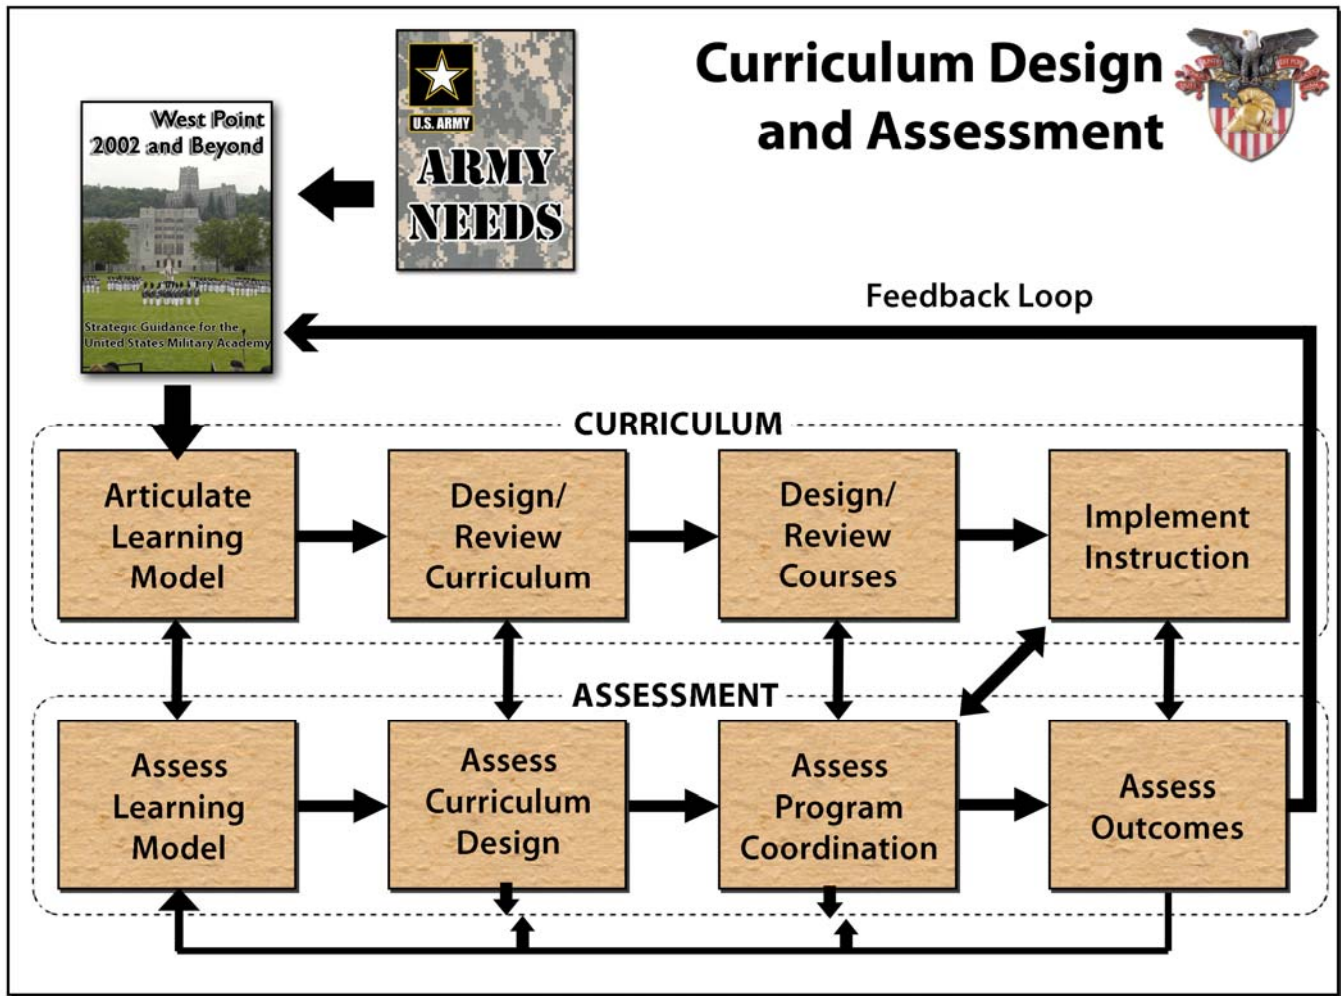 Curriculum Design
and Assessment
West Point
2002 and Beyond
Strategic Guidance for the
United States Military Academy
U.S. ARMY
ARMY
NEEDS
Feedback Loop
CURRICULUM
Articulate
Learning
Model
Design/
Review
Curriculum
Design/
Review
Courses
Implement
Instruction
ASSESSMENT
Assess
Learning
Model
Assess
Curriculum
Design
Assess
Program
Coordination
Assess
Outcomes